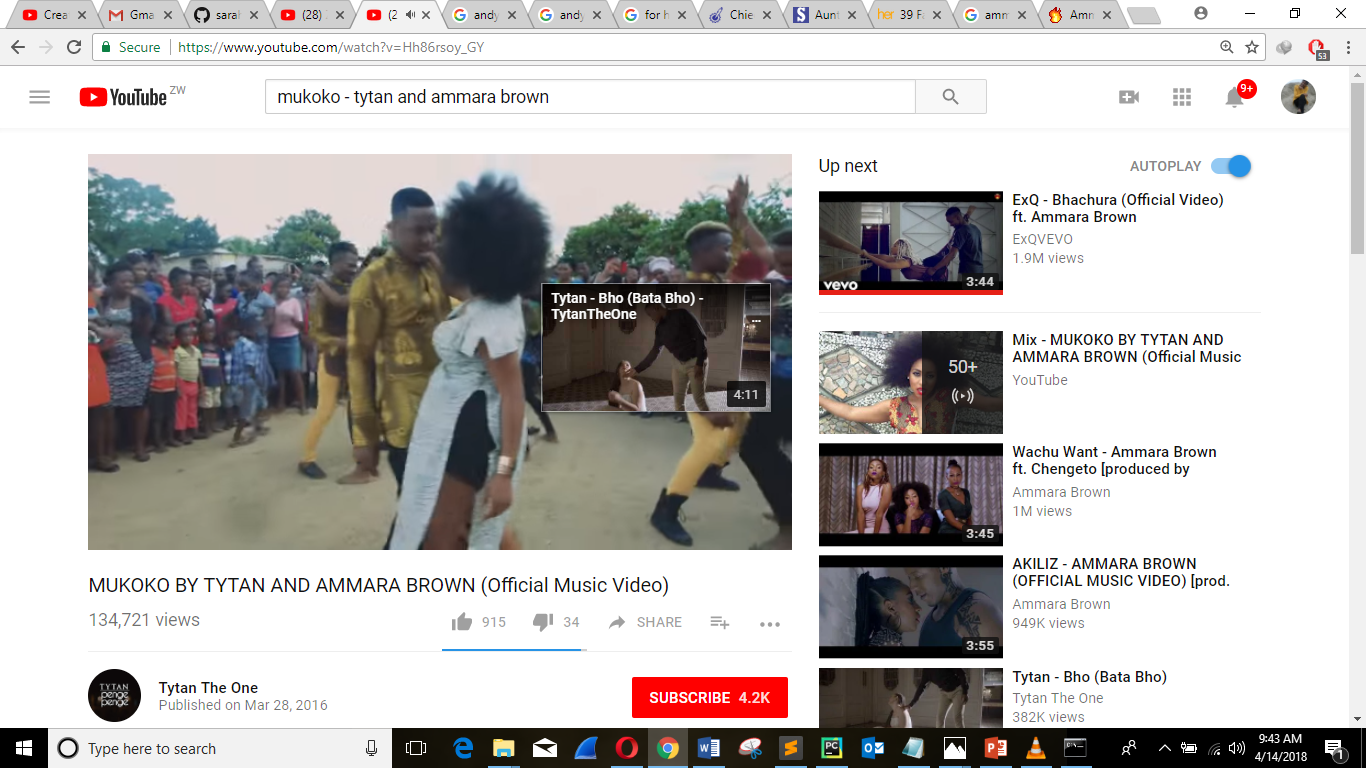 Crea
Gma
sarah
(28)
(2
andy
andy
for h
Chie
Aunt
her 39 Fa
amm
Amm
Secure | https://www.youtube.com/watch?v=Hh86rsoy_GY
53
YouTube ZW
mukoko - tytan and ammara brown
9+
Tytan - Bho (Bata Bho) -
TytanTheOne
4:11
MUKOKO BY TYTAN AND AMMARA BROWN (Official Music Video)
134,721 views
915 34 SHARE
TYTAN
penge
penge
Tytan The One
Published on Mar 28, 2016
SUBSCRIBE 4.2K
Up next AUTOPLAY
vevo 3:44
ExQ - Bhachura (Official Video)
ft. Ammara Brown
ExQVEVO
1.9M views
50+
Mix - MUKOKO BY TYTAN AND
AMMARA BROWN (Official Music
YouTube
3:45
Wachu Want - Ammara Brown
ft. Chengeto [produced by
Ammara Brown
1M views
3:55
AKILIZ - AMMARA BROWN
(OFFICIAL MUSIC VIDEO) [prod.
Ammara Brown
949K views
Tytan - Bho (Bata Bho)
Tytan The One
382K views
Type here to search
9:43 AM
4/14/2018
1